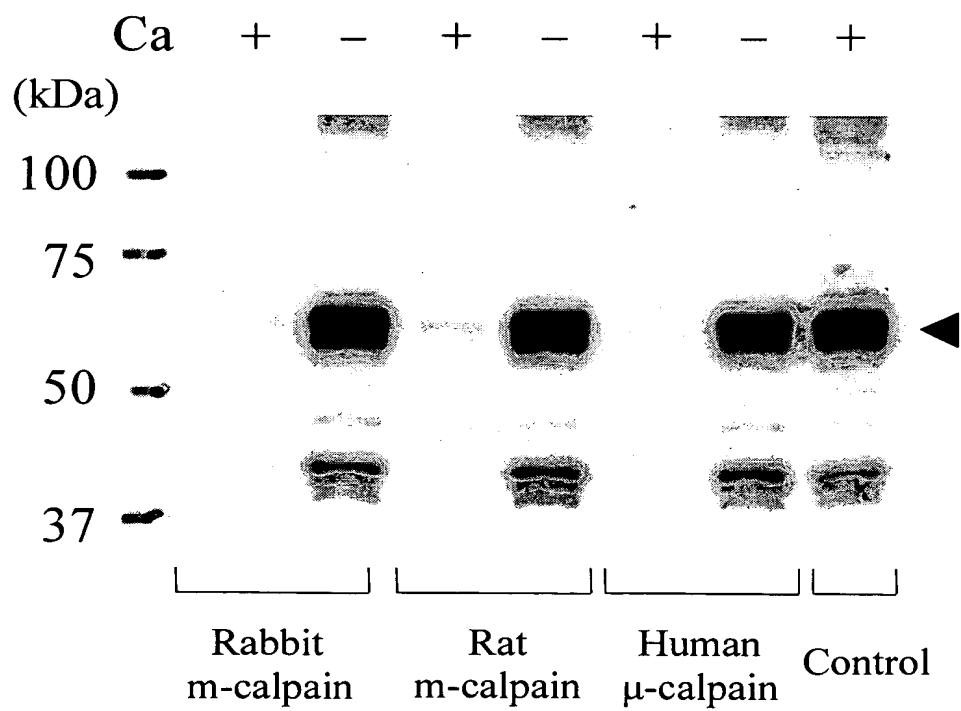 Ca + − + − + − +
(kDa)
100
75
50
37
Rabbit
m-calpain
Rat
m-calpain
Human
μ-calpain
Control